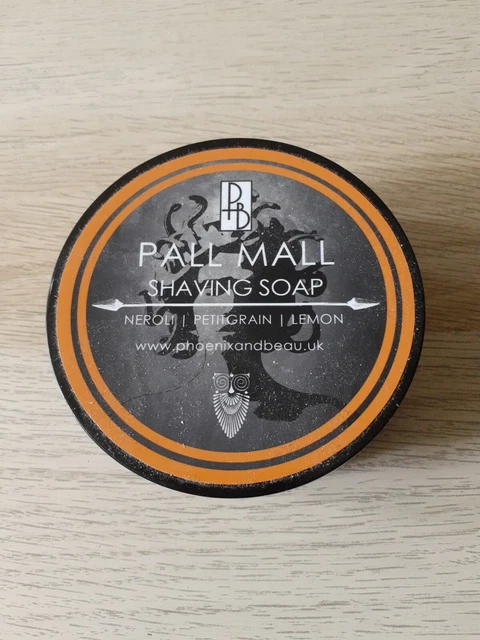 PB
PALL MALL
SHAVING SOAP
NEROLI | PETITGRAIN | LEMON
www.phoenixandbeau.uk